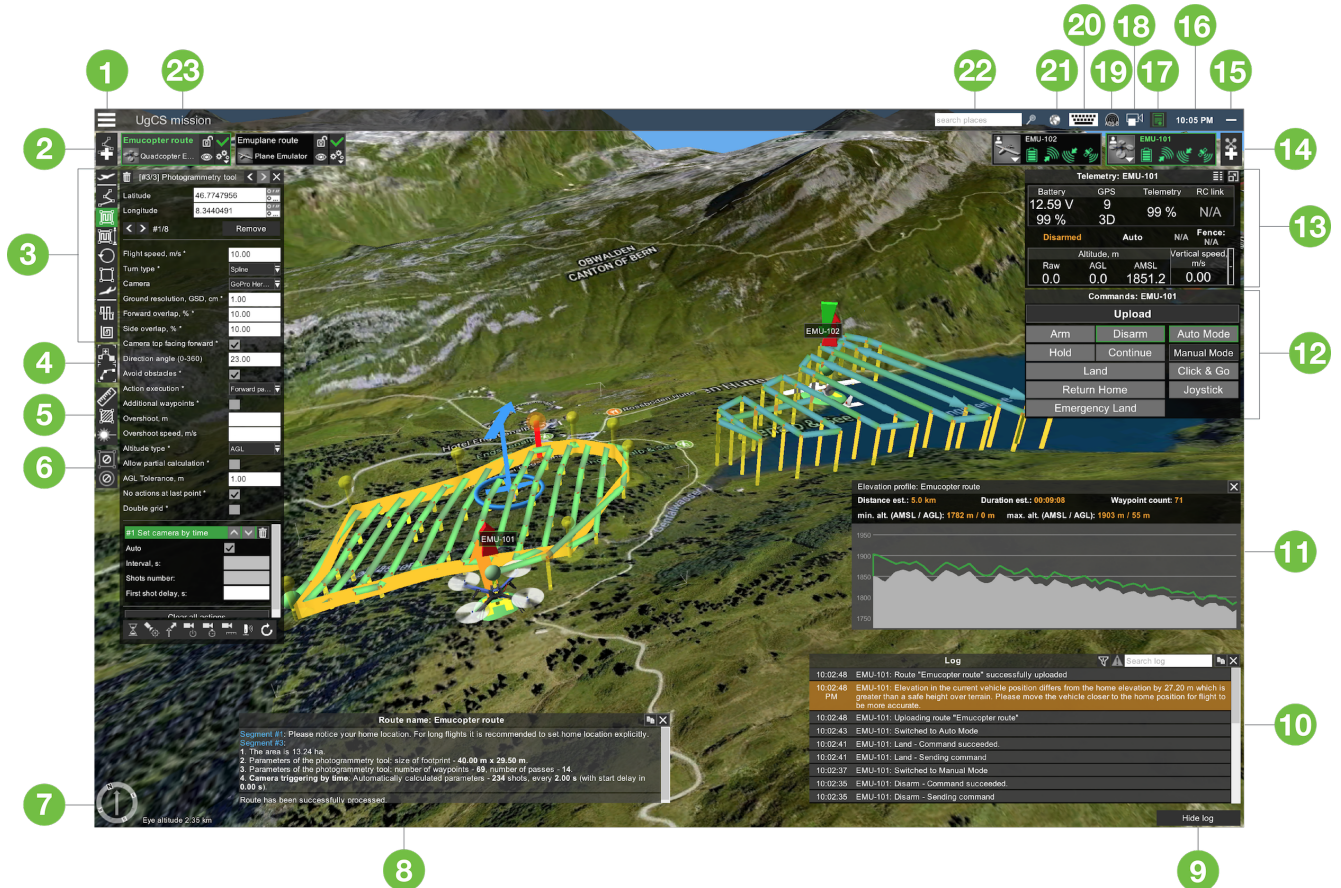 20
18
16
1
23
22
21
19
17
15
UgCS mission
search places
ADS-B
10:05 PM
2
Emucopter route
Quadcopter E...
Emuplane route
Plane Emulator
EMU-102
EMU-101
14
3
[#3/3] Photogrammetry tool
Latitude
46.7747956
Longitude
8.3440491
#1/8
Remove
Flight speed, m/s *
10.00
Turn type *
Spline
Camera
GoPro Her...
Ground resolution, GSD, cm *
1.00
Forward overlap, % *
10.00
Side overlap, % *
10.00
Camera top facing forward *
Direction angle (0-360)
23.00
Avoid obstacles *
Action execution *
Forward pa...
Additional waypoints *
Overshoot, m
Overshoot speed, m/s
Altitude type *
AGL
Allow partial calculation *
AGL Tolerance, m
1.00
No actions at last point *
Double grid *
#1 Set camera by time
Auto
Interval, s:
Shots number:
First shot delay, s:
Clear all actions
4
5
6
7
OBWALDEN
CANTON OF BERN
EMU-102
EMU-101
Telemetry: EMU-101
Battery GPS Telemetry RC link
12.59 V 9 99 % N/A
99 % 3D
Disarmed Auto N/A Fence: N/A
Altitude, m Vertical speed, m/s
Raw AGL AMSL
0.0 0.0 1851.2 0.00
13
Commands: EMU-101
Upload
Arm Disarm Auto Mode
Hold Continue Manual Mode
Land Click & Go
Return Home Joystick
Emergency Land
12
Elevation profile: Emucopter route
Distance est.: 5.0 km Duration est.: 00:09:08 Waypoint count: 71
min. alt. (AMSL / AGL): 1782 m / 0 m max. alt. (AMSL / AGL): 1903 m / 55 m
1950
1900
1850
1800
1750
11
Log
Search log
10:02:48 EMU-101: Route "Emucopter route" successfully uploaded
10:02:48 PM EMU-101: Elevation in the current vehicle position differs from the home elevation by 27.20 m which is
greater than a safe height over terrain. Please move the vehicle closer to the home position for flight to
be more accurate.
10:02:48 EMU-101: Uploading route "Emucopter route"
10:02:43 EMU-101: Switched to Auto Mode
10:02:41 EMU-101: Land - Command succeeded.
10:02:41 EMU-101: Land - Sending command
10:02:37 EMU-101: Switched to Manual Mode
10:02:35 EMU-101: Disarm - Command succeeded.
10:02:35 EMU-101: Disarm - Sending command
10
Hide log
9
Route name: Emucopter route
Segment #1: Please notice your home location. For long flights it is recommended to set home location explicitly.
Segment #3:
1. The area is 13.24 ha.
2. Parameters of the photogrammetry tool: size of footprint - 40.00 m x 29.50 m.
3. Parameters of the photogrammetry tool: number of waypoints - 69, number of passes - 14.
4. Camera triggering by time: Automatically calculated parameters - 234 shots, every 2.00 s (with start delay in
0.00 s)
Route has been successfully processed.
8
Eye altitude 2.35 km